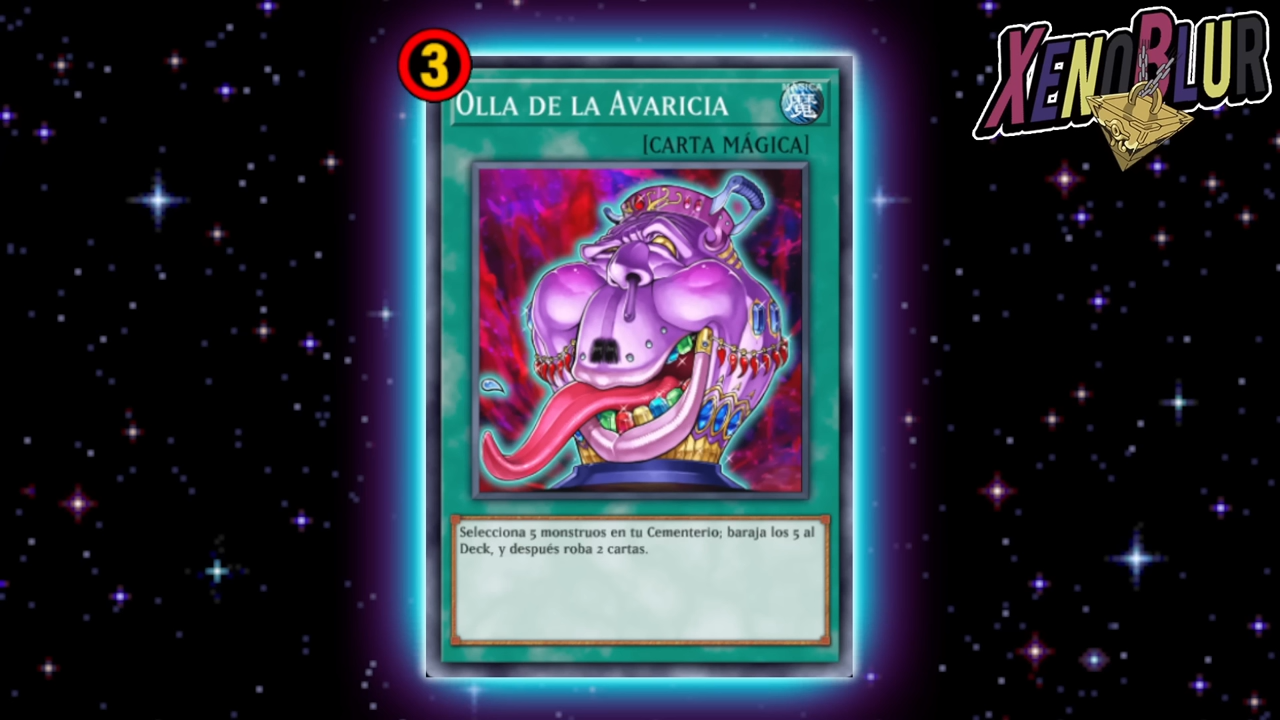 3
XENOBLUR
OLLA DE LA AVARICIA
MÁGICA
魔
[CARTA MÁGICA]
Selecciona 5 monstruos en tu Cementerio; baraja los 5 al
Deck, y después roba 2 cartas.